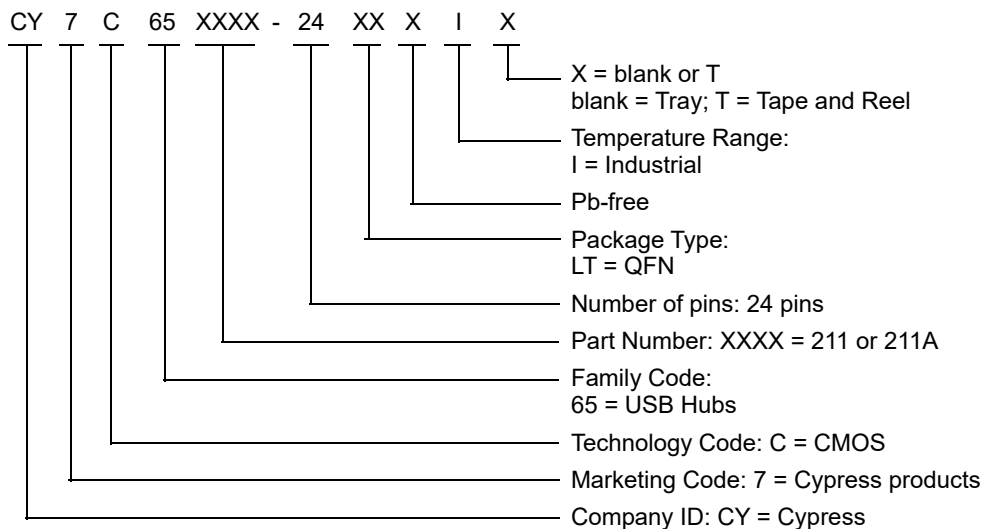 CY 7 C 65 XXXX - 24 XX X I X
X = blank or T
blank = Tray; T = Tape and Reel
Temperature Range:
I = Industrial
Pb-free
Package Type:
LT = QFN
Number of pins: 24 pins
Part Number: XXXX = 211 or 211A
Family Code:
65 = USB Hubs
Technology Code: C = CMOS
Marketing Code: 7 = Cypress products
Company ID: CY = Cypress